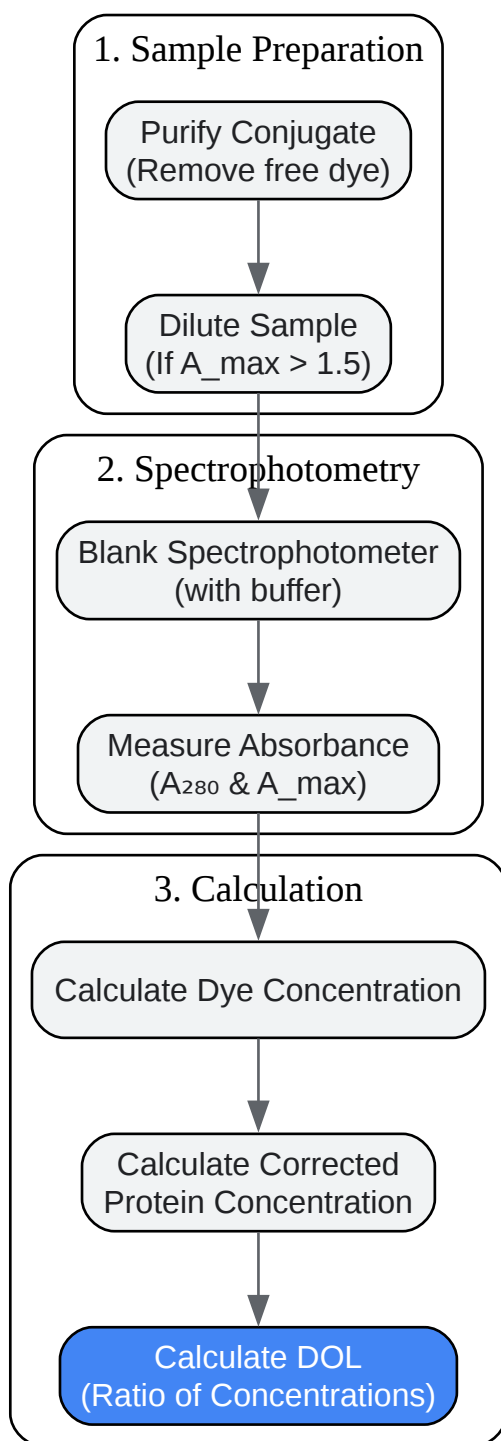 1. Sample Preparation
Purify Conjugate
(Remove free dye)
Dilute Sample
(If A_max > 1.5)
2. Spectrophotometry
Blank Spectrophotometer
(with buffer)
Measure Absorbance
(A₂₈₀ & A_max)
3. Calculation
Calculate Dye Concentration
Calculate Corrected
Protein Concentration
Calculate DOL
(Ratio of Concentrations)